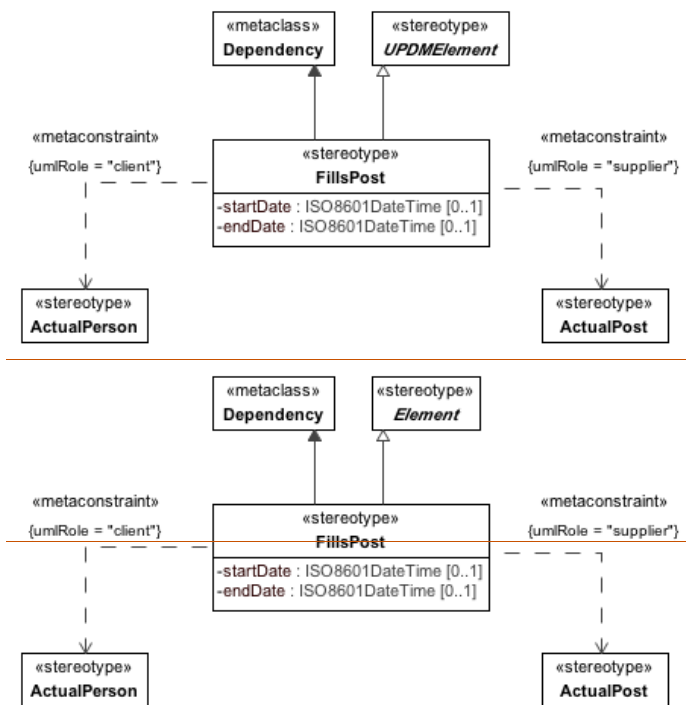 «metaclass»
Dependency
«stereotype»
UPDMElement
«metaconstraint»
{umlRole = "client"}
«stereotype»
FillsPost
-startDate : ISO8601DateTime [0..1]
-endDate : ISO8601DateTime [0..1]
«metaconstraint»
{umlRole = "supplier"}
«stereotype»
ActualPerson
«stereotype»
ActualPost
«metaclass»
Dependency
«stereotype»
Element
«metaconstraint»
{umlRole = "client"}
«stereotype»
FillsPost
-startDate : ISO8601DateTime [0..1]
-endDate : ISO8601DateTime [0..1]
«metaconstraint»
{umlRole = "supplier"}
«stereotype»
ActualPerson
«stereotype»
ActualPost